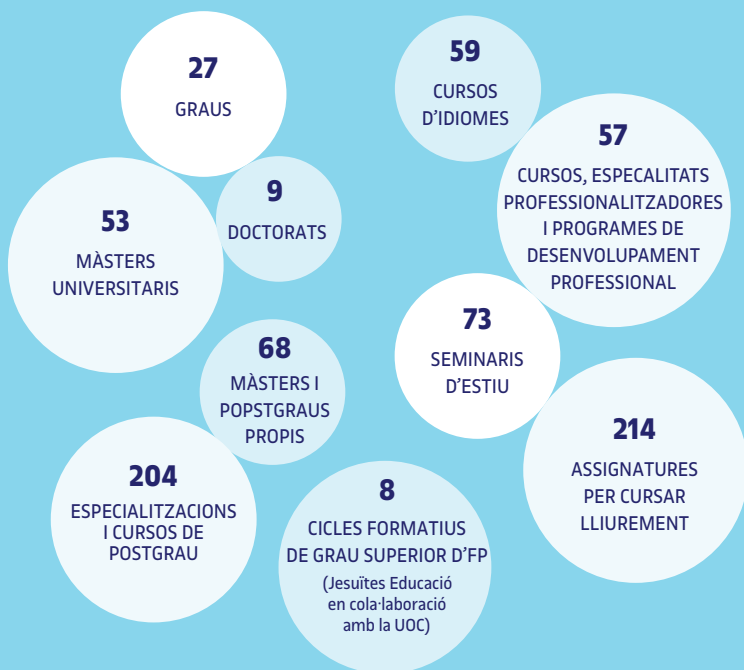 27
GRAUS
59
CURSOS
D'IDIOMES
57
CURSOS, ESPECALITATS
PROFESSIONALITZADORES
I PROGRAMES DE
DESENVOLUPAMENT
PROFESSIONAL
9
DOCTORATS
53
MÀSTERS
UNIVERSITARIS
73
SEMINARIS
D'ESTIU
68
MÀSTERS I
POPSTGRAUS
PROPIS
214
ASSIGNATURES
PER CURSAR
LLIUREMENT
204
ESPECIALITZACIONS
I CURSOS DE
POSTGRAU
8
CICLES FORMATIUS
DE GRAU SUPERIOR D'FP
(Jesuïtes Educació
en cola·laboració
amb la UOC)